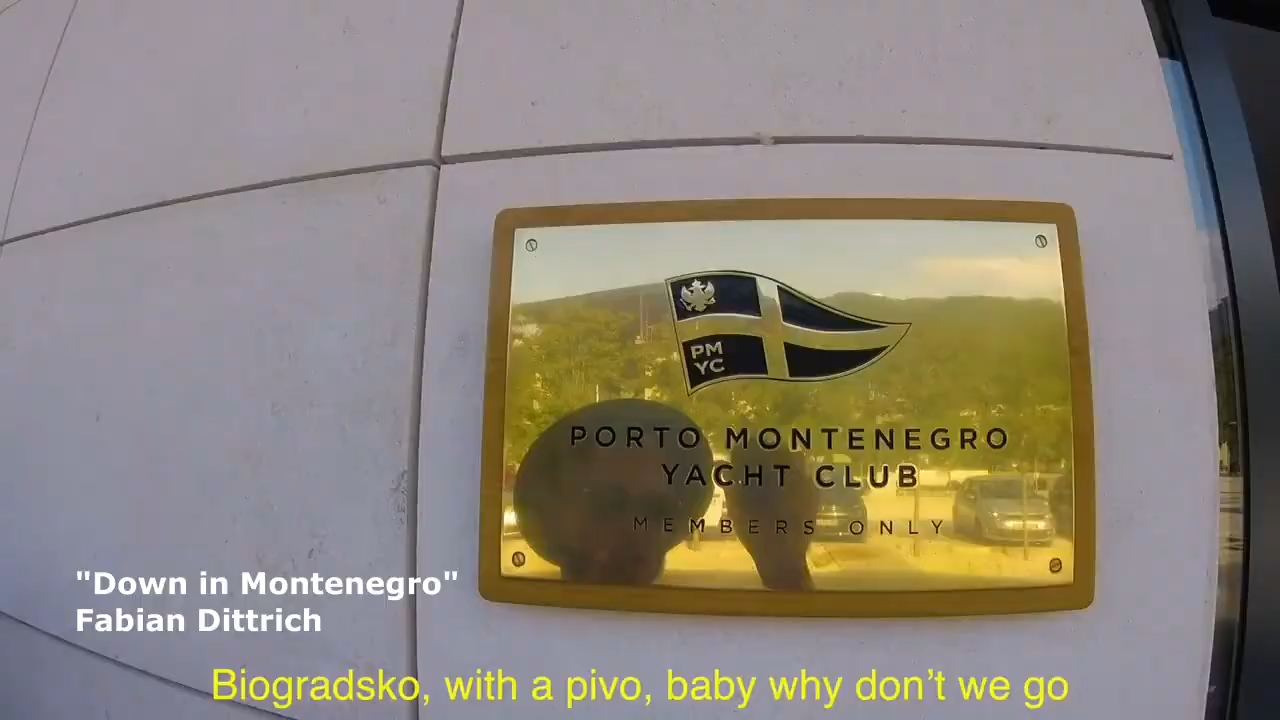 PM
YC
PORTO MONTENEGRO
YACHT CLUB
MEMBERS ONLY
"Down in Montenegro"
Fabian Dittrich
Biogradsko, with a pivo, baby why don't we go